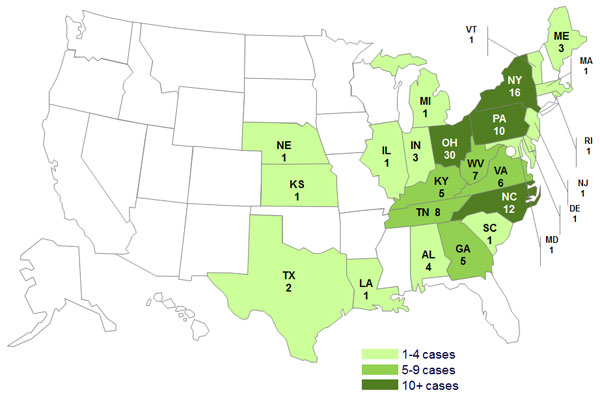 VT
1
ME
3
MA
1
NY
16
MI
1
PA
10
RI
1
NE
1
IL
1
IN
3
OH
30
WV
7
VA
6
NJ
1
KS
1
KY
5
DE
1
TN 8
NC
12
MD
1
SC
1
TX
2
LA
1
AL
4
GA
5
1-4 cases
5-9 cases
10+ cases